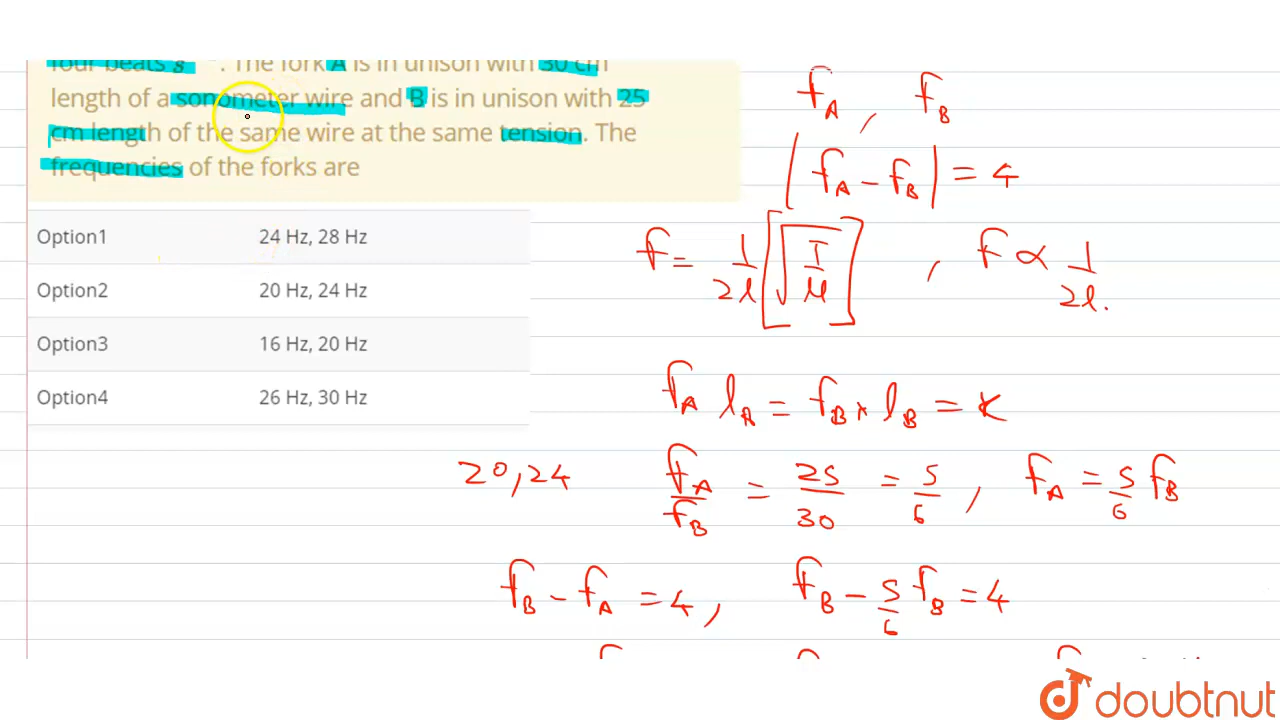 four beats s . The fork A is in unison with 30 cm
length of a sonometer wire and B is in unison with 25
cm length of the same wire at the same tension. The
frequencies of the forks are
Option1 24 Hz, 28 Hz
Option2 20 Hz, 24 Hz
Option3 16 Hz, 20 Hz
Option4 26 Hz, 30 Hz
f_A , f_B
|f_A - f_B| = 4
f = 1/2l [√(T/μ)] , f ∝ 1/2l.
f_A l_A = f_B × l_B = K
20,24 f_A/f_B = 25/30 = 5/6 , f_A = 5/6 f_B
f_B - f_A = 4 , f_B - 5/6 f_B = 4
doubtnut